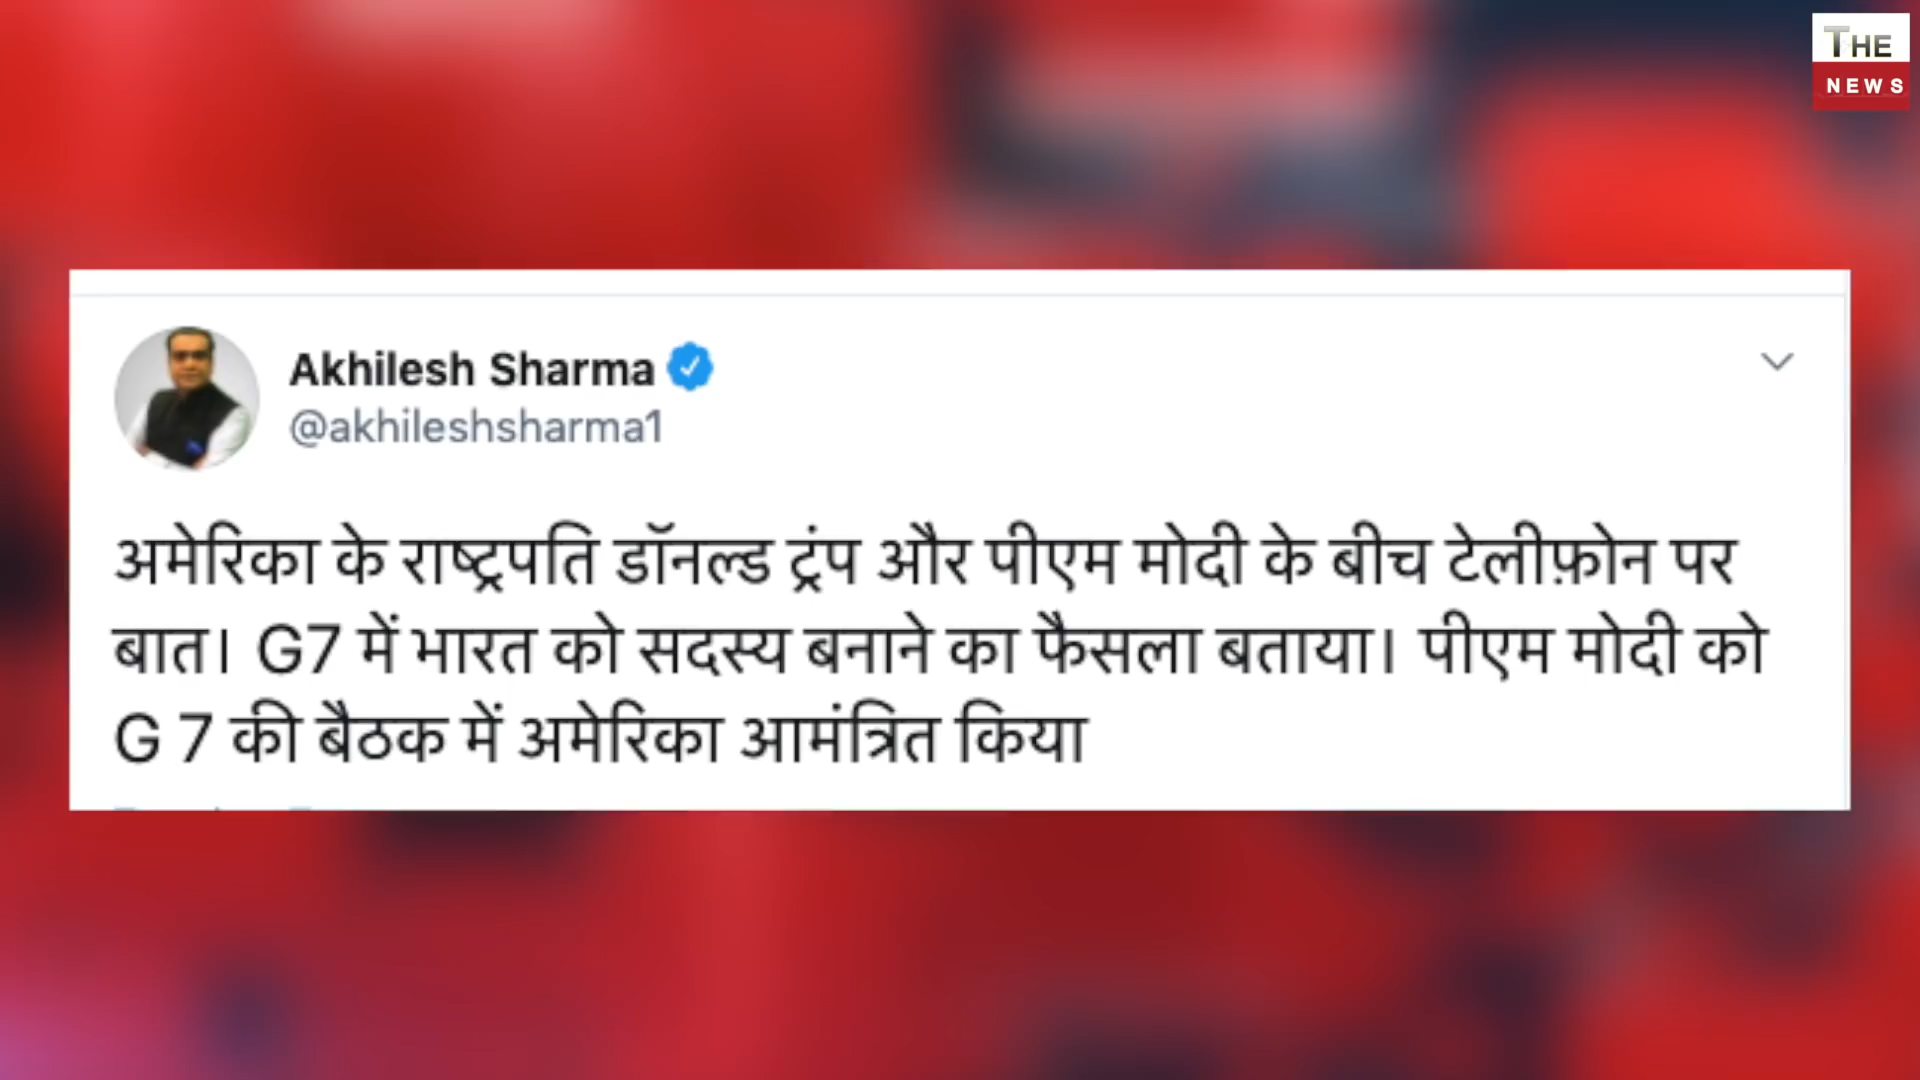 THE
NEWS
Akhilesh Sharma
@akhileshsharma1
अमेरिका के राष्ट्रपति डॉनल्ड ट्रंप और पीएम मोदी के बीच टेलीफ़ोन पर
बात। G7 में भारत को सदस्य बनाने का फैसला बताया। पीएम मोदी को
G 7 की बैठक में अमेरिका आमंत्रित किया